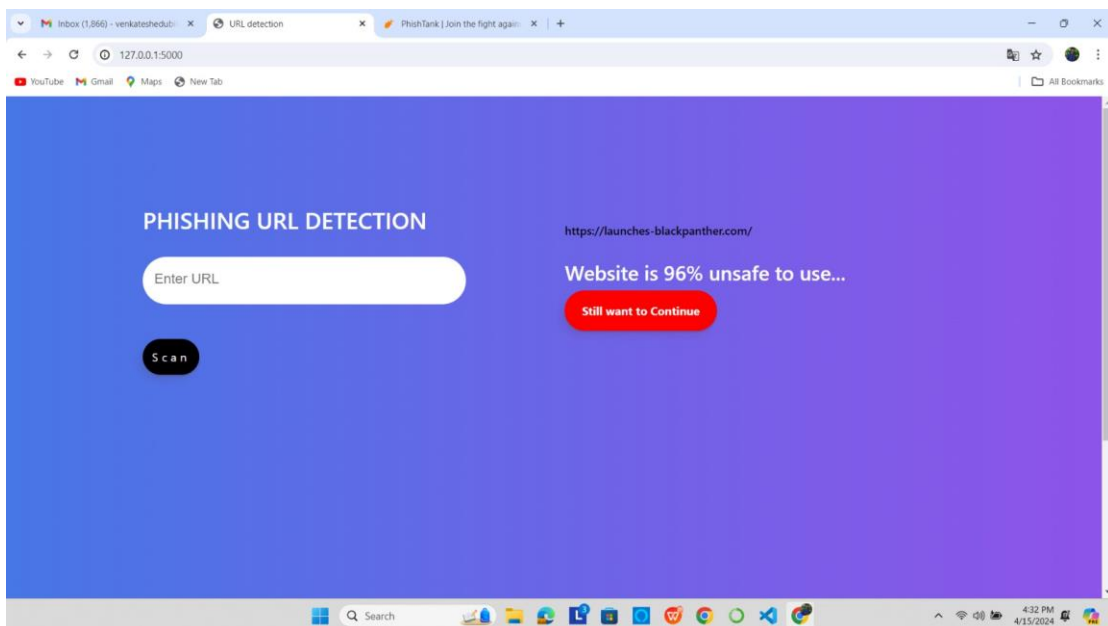 Inbox (1,866) - venkateshedubi
URL detection
PhishTank | Join the fight again
127.0.0.1:5000
YouTube
Gmail
Maps
New Tab
All Bookmarks
PHISHING URL DETECTION
https://launches-blackpanther.com/
Enter URL
Website is 96% unsafe to use...
Still want to Continue
Scan
Search
4:32 PM
4/15/2024